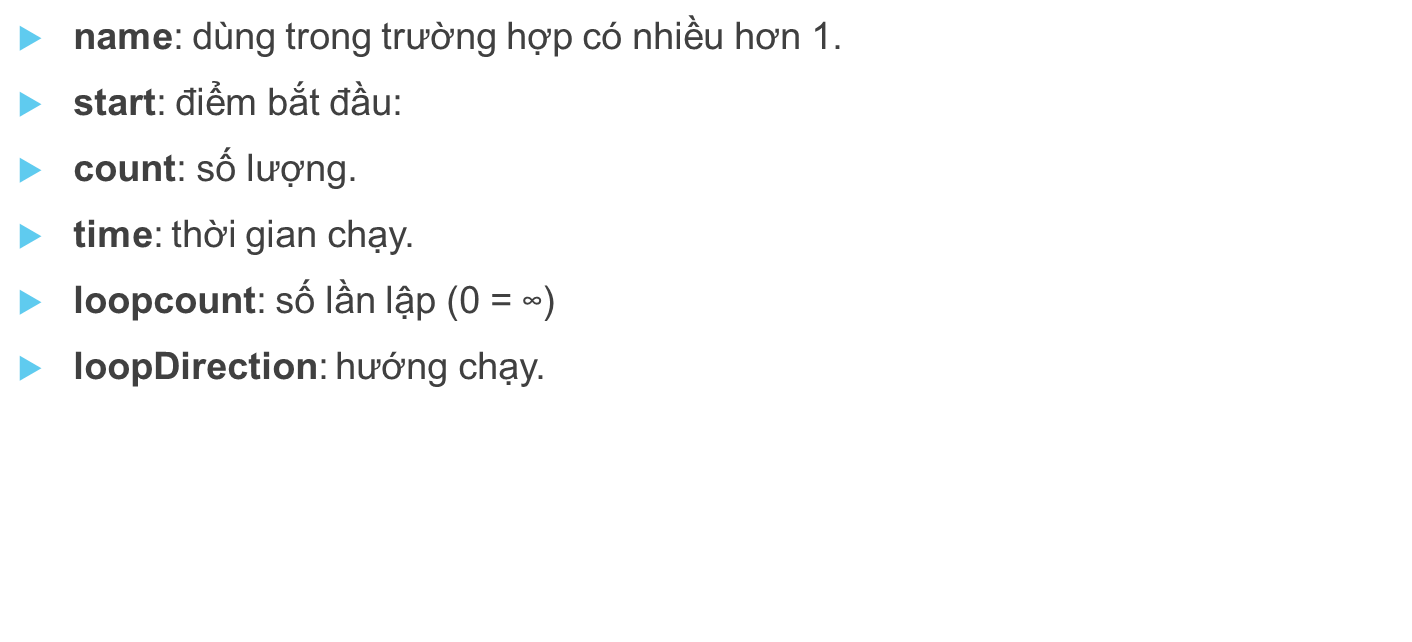 name: dùng trong trường hợp có nhiều hơn 1.
start: điểm bắt đầu:
count: số lượng.
time: thời gian chạy.
loopcount: số lần lập (0 = ∞)
loopDirection: hướng chạy.